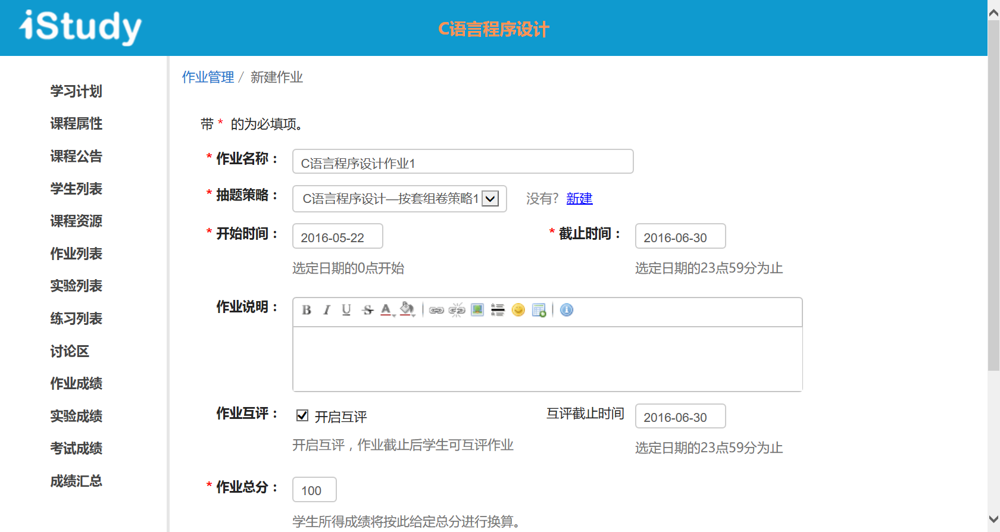 iStudy
C语言程序设计
学习计划
课程属性
课程公告
学生列表
课程资源
作业列表
实验列表
练习列表
讨论区
作业成绩
实验成绩
考试成绩
成绩汇总
作业管理 / 新建作业
带 * 的为必填项。
* 作业名称： C语言程序设计作业1
* 抽题策略： C语言程序设计—按套组卷策略1 没有? 新建
* 开始时间： 2016-05-22 * 截止时间： 2016-06-30
选定日期的0点开始 选定日期的23点59分为止
作业说明：
B I U S A
作业互评： 开启互评 互评截止时间 2016-06-30
开启互评，作业截止后学生可互评作业 选定日期的23点59分为止
* 作业总分： 100
学生所得成绩将按此给定总分进行换算。